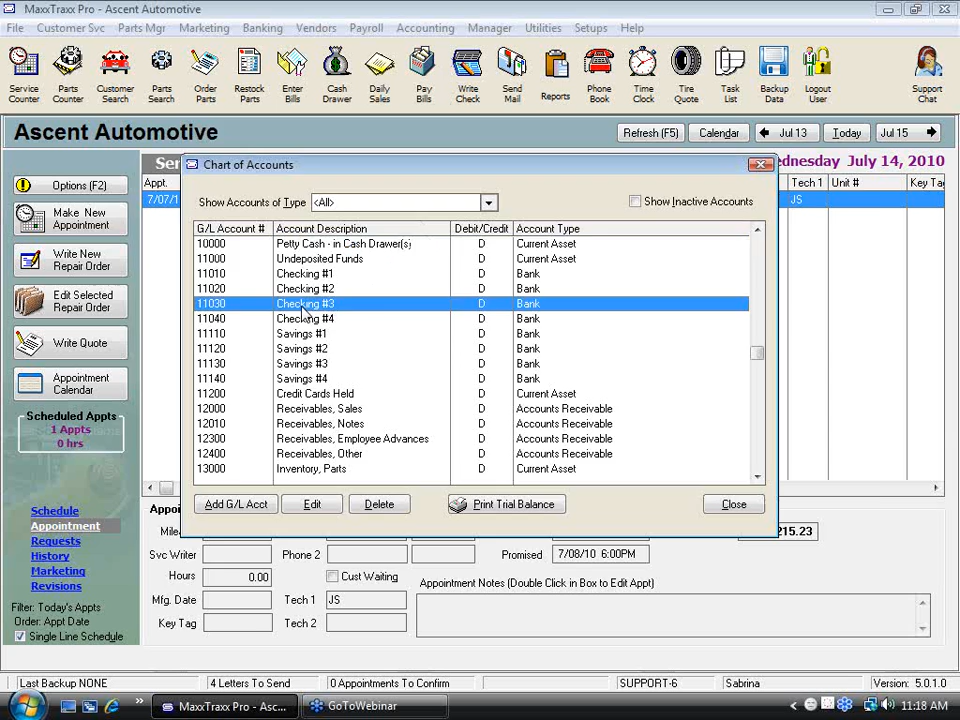 MaxxTraxx Pro - Ascent Automotive
File Customer Svc Parts Mgr Marketing Banking Vendors Payroll Accounting Manager Utilities Setups Help
Service Counter
Parts Counter
Customer Search
Parts Search
Order Parts
Restock Parts
Enter Bills
Cash Drawer
Daily Sales
Pay Bills
Write Check
Send Mail
Reports
Phone Book
Time Clock
Tire Quote
Task List
Backup Data
Logout User
Support Chat
Ascent Automotive
Refresh (F5) Calendar Jul 13 Today Jul 15
Options (F2)
Make New Appointment
Write New Repair Order
Edit Selected Repair Order
Write Quote
Appointment Calendar
Scheduled Appts
1 Appts
0 hrs
Schedule
Appointment
Requests
History
Marketing
Revisions
Filter: Today's Appts
Order: Appt Date
Single Line Schedule
Ser
ednesday July 14, 2010
Appt. Tech 1 Unit # Key Tag
7/07/1 JS
Chart of Accounts
Show Accounts of Type <All> Show Inactive Accounts
G/L Account # Account Description Debit/Credit Account Type
10000 Petty Cash - in Cash Drawer(s) D Current Asset
11000 Undeposited Funds D Current Asset
11010 Checking #1 D Bank
11020 Checking #2 D Bank
11030 Checking #3 D Bank
11040 Checking #4 D Bank
11110 Savings #1 D Bank
11120 Savings #2 D Bank
11130 Savings #3 D Bank
11140 Savings #4 D Bank
11200 Credit Cards Held D Current Asset
12000 Receivables, Sales D Accounts Receivable
12010 Receivables, Notes D Accounts Receivable
12300 Receivables, Employee Advances D Accounts Receivable
12400 Receivables, Other D Accounts Receivable
13000 Inventory, Parts D Current Asset
Add G/L Acct Edit Delete Print Trial Balance Close
Appoi
Milea 215.23
Svc Writer Phone 2 Promised 7/08/10 6:00PM
Hours 0.00 Cust Waiting Appointment Notes (Double Click in Box to Edit Appt)
Mfg. Date Tech 1 JS
Key Tag Tech 2
Last Backup NONE 4 Letters To Send 0 Appointments To Confirm SUPPORT-6 Sabrina Version: 5.0.1.0
MaxxTraxx Pro - Asc... GoToWebinar 11:18 AM